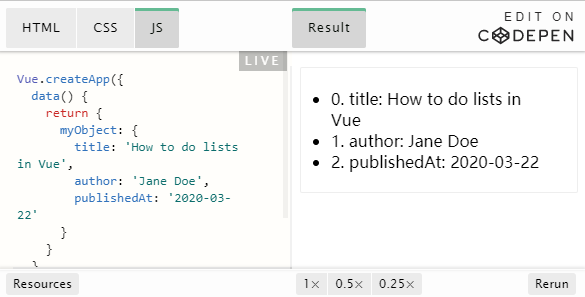 HTML CSS JS Result EDIT ON
CODEPEN
LIVE
Vue.createApp({
data() {
return {
myObject: {
title: 'How to do lists
in Vue',
author: 'Jane Doe',
publishedAt: '2020-03-
22'
}
}
}
0. title: How to do lists in
Vue
1. author: Jane Doe
2. publishedAt: 2020-03-22
Resources 1× 0.5× 0.25× Rerun